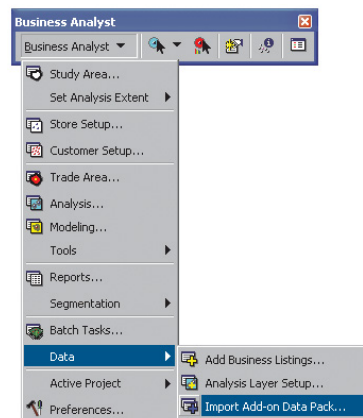 Business Analyst
Business Analyst
Study Area...
Set Analysis Extent
Store Setup...
Customer Setup...
Trade Area...
Analysis...
Modeling...
Tools
Reports...
Segmentation
Batch Tasks...
Data
Add Business Listings...
Analysis Layer Setup...
Active Project
Import Add-on Data Pack...
Preferences...